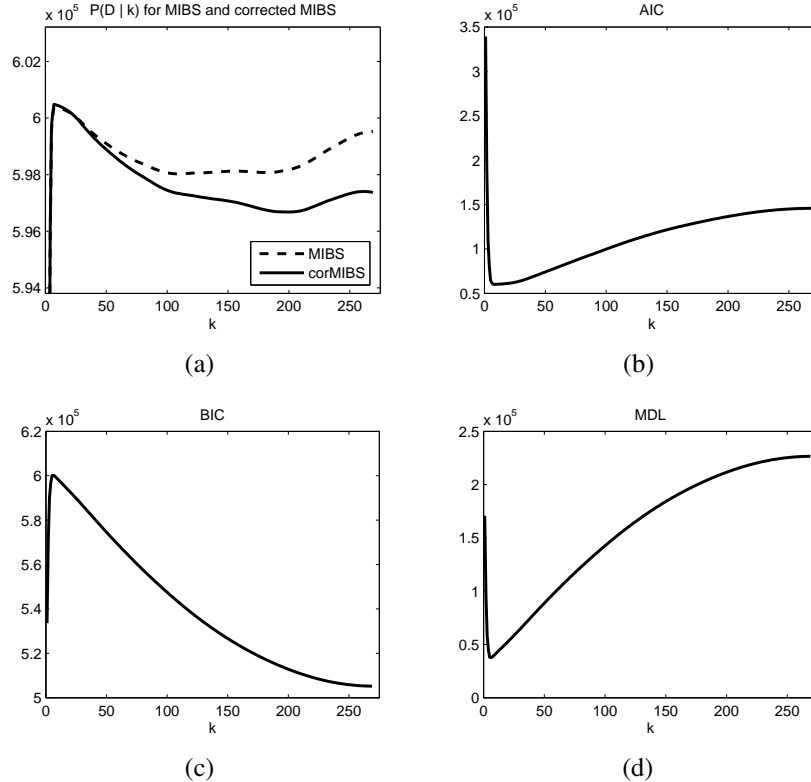 P(D | k) for MIBS and corrected MIBS
x 10^5
6.02
6
5.98
5.96
5.94
0 50 100 150 200 250
k
MIBS
corMIBS
(a)
AIC
x 10^5
3.5
3
2.5
2
1.5
1
0.5
0 50 100 150 200 250
k
(b)
BIC
x 10^5
6.2
6
5.8
5.6
5.4
5.2
5
0 50 100 150 200 250
k
(c)
MDL
x 10^5
2.5
2
1.5
1
0.5
0
0 50 100 150 200 250
k
(d)